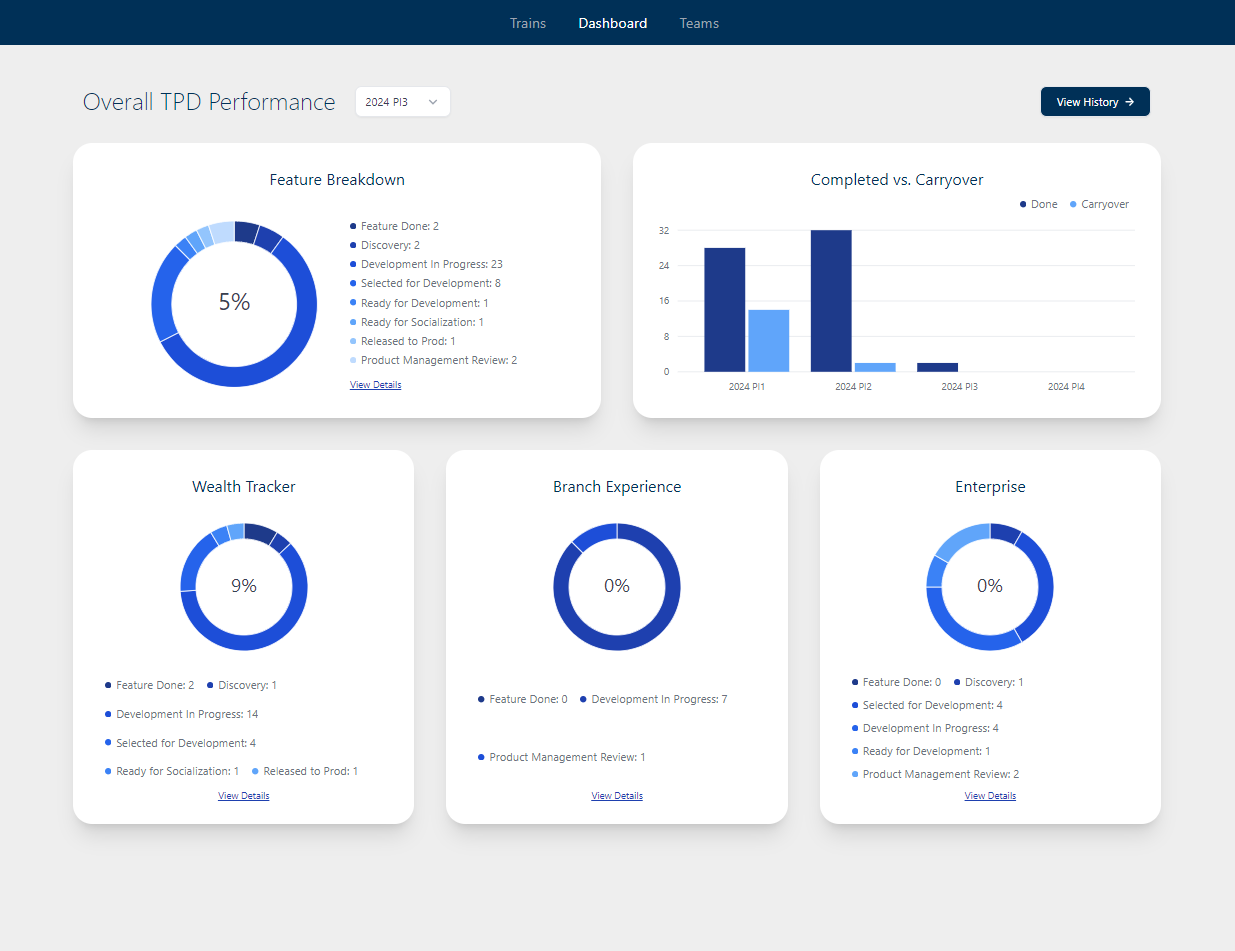 Trains Dashboard Teams
Overall TPD Performance 2024 PI3 View History →
Feature Breakdown
5%
Feature Done: 2
Discovery: 2
Development In Progress: 23
Selected for Development: 8
Ready for Development: 1
Ready for Socialization: 1
Released to Prod: 1
Product Management Review: 2
View Details
Completed vs. Carryover
Done Carryover
32
24
16
8
0
2024 PI1 2024 PI2 2024 PI3 2024 PI4
Wealth Tracker
9%
Feature Done: 2 Discovery: 1
Development In Progress: 14
Selected for Development: 4
Ready for Socialization: 1 Released to Prod: 1
View Details
Branch Experience
0%
Feature Done: 0 Development In Progress: 7
Product Management Review: 1
View Details
Enterprise
0%
Feature Done: 0 Discovery: 1
Selected for Development: 4
Development In Progress: 4
Ready for Development: 1
Product Management Review: 2
View Details